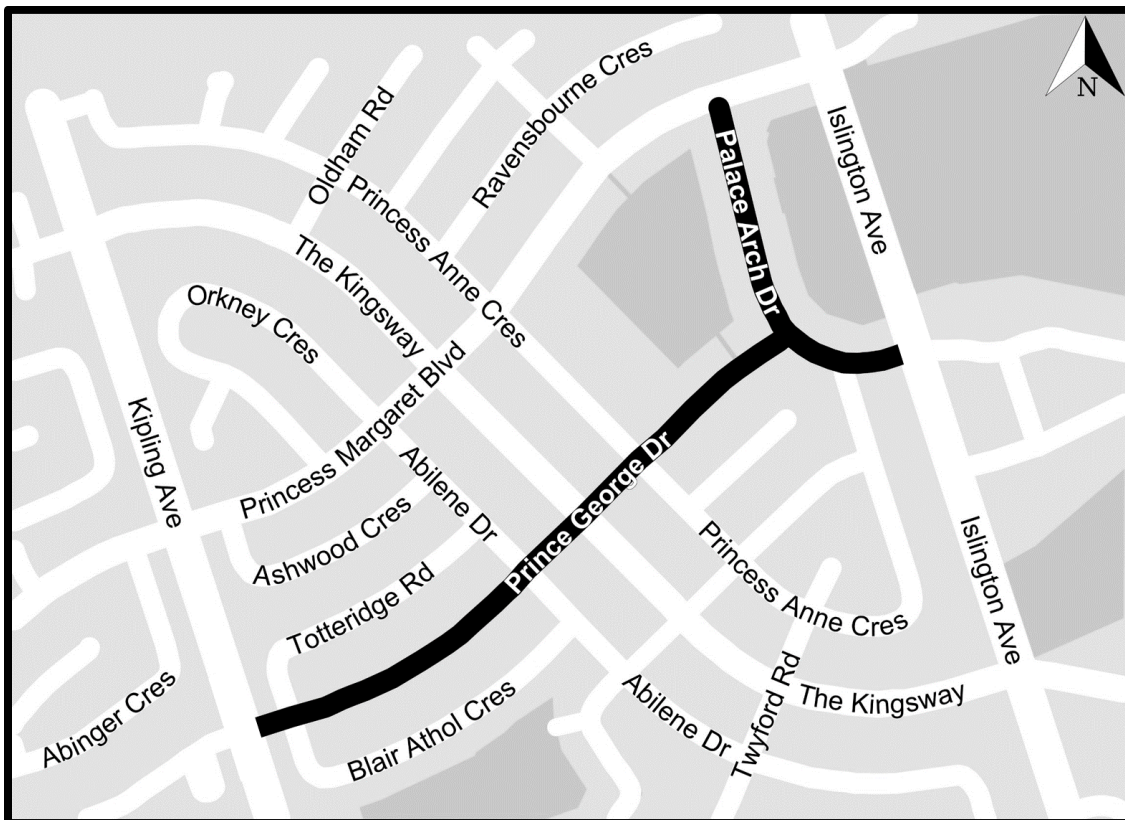 N
Ravensbourne Cres
Oldham Rd
Islington Ave
Palace Arch Dr
Princess Anne Cres
The Kingsway
Orkney Cres
Princess Margaret Blvd
Kipling Ave
Abilene Dr
Ashwood Cres
Prince George Dr
Totteridge Rd
Princess Anne Cres
Islington Ave
Abinger Cres
Blair Athol Cres
Abilene Dr
Twyford Rd
The Kingsway